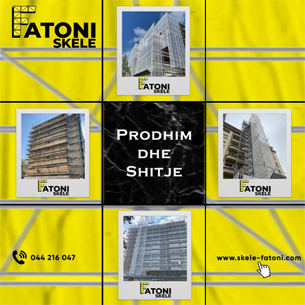 FATONI
SKELE
FATONI
SKELE
PRODHIM
DHE
SHITJE
FATONI
SKELE
FATONI
SKELE
044 216 047
www.skele-fatoni.com
FATONI
SKELE